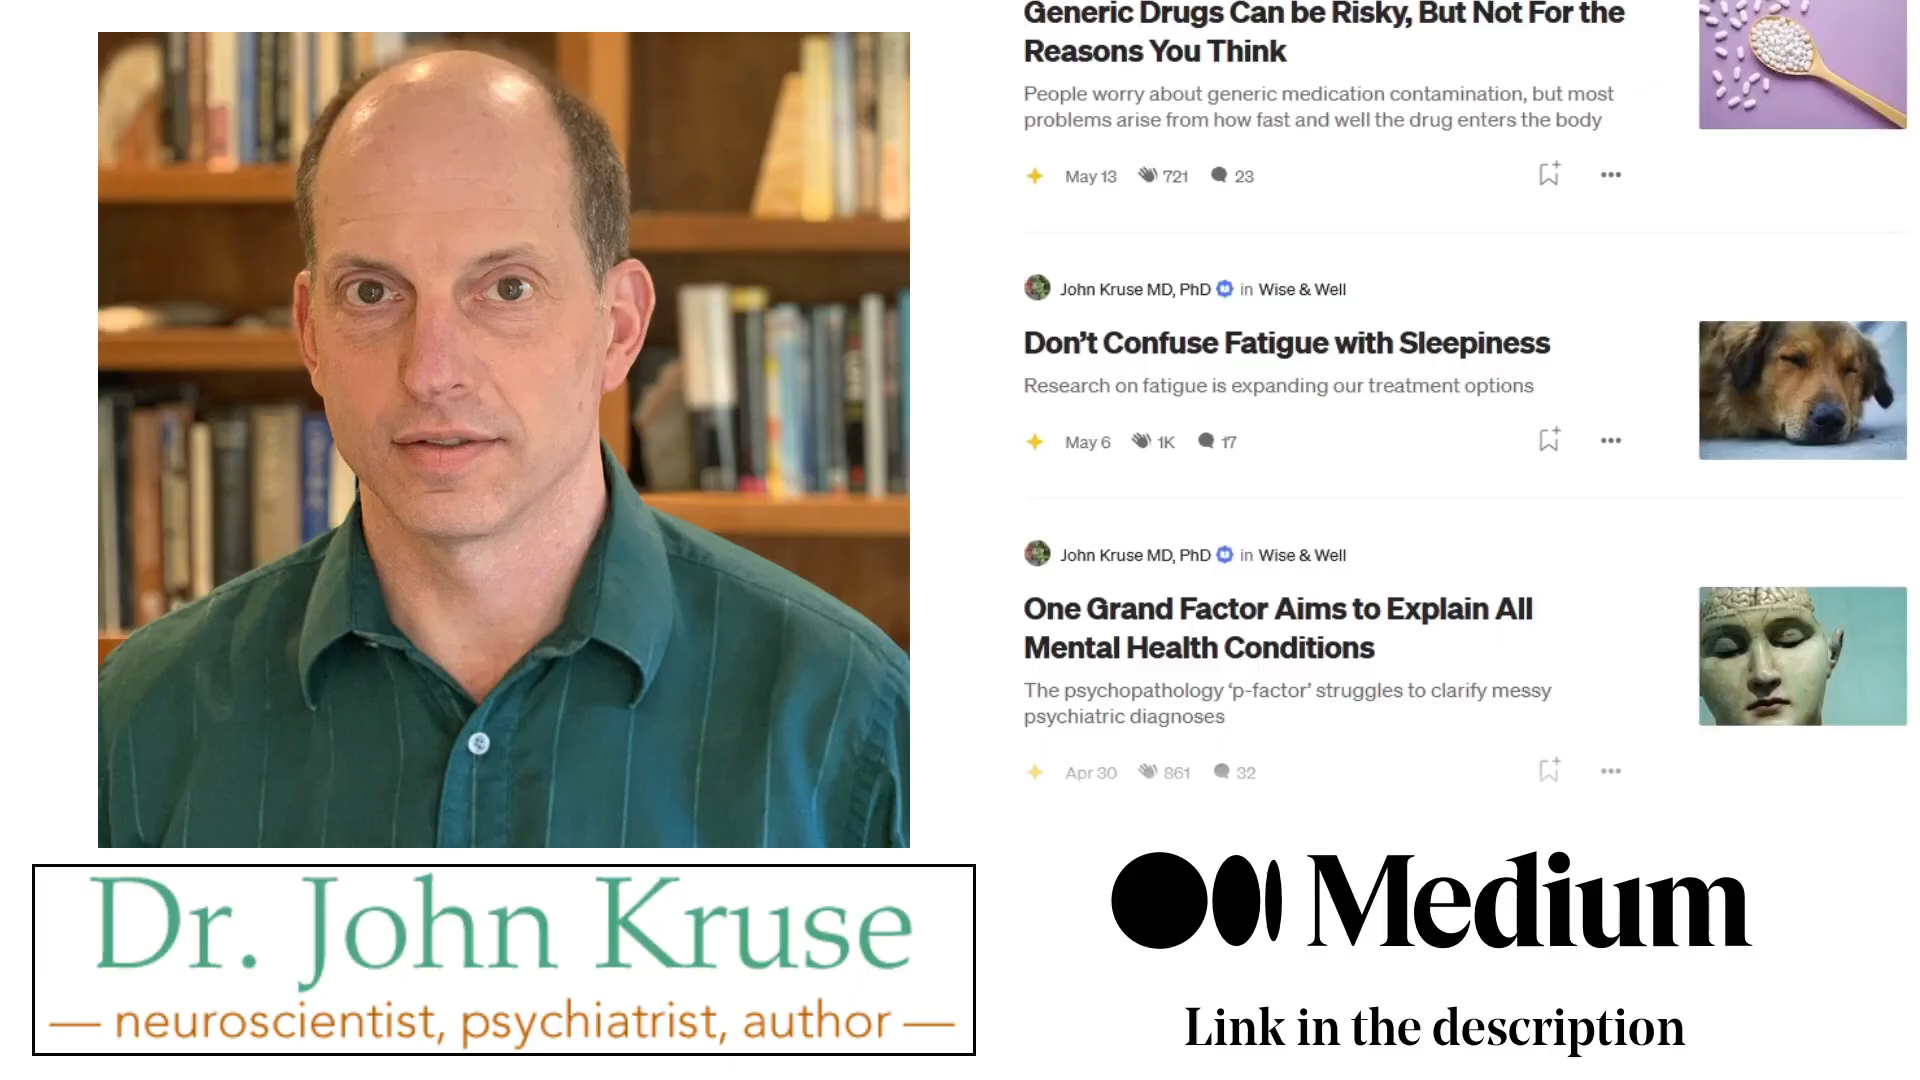 Dr. John Kruse
— neuroscientist, psychiatrist, author —
Generic Drugs Can be Risky, But Not For the
Reasons You Think
People worry about generic medication contamination, but most
problems arise from how fast and well the drug enters the body
May 13 721 23
John Kruse MD, PhD in Wise & Well
Don’t Confuse Fatigue with Sleepiness
Research on fatigue is expanding our treatment options
May 6 1K 17
John Kruse MD, PhD in Wise & Well
One Grand Factor Aims to Explain All
Mental Health Conditions
The psychopathology ‘p-factor’ struggles to clarify messy
psychiatric diagnoses
Apr 30 861 32
Medium
Link in the description